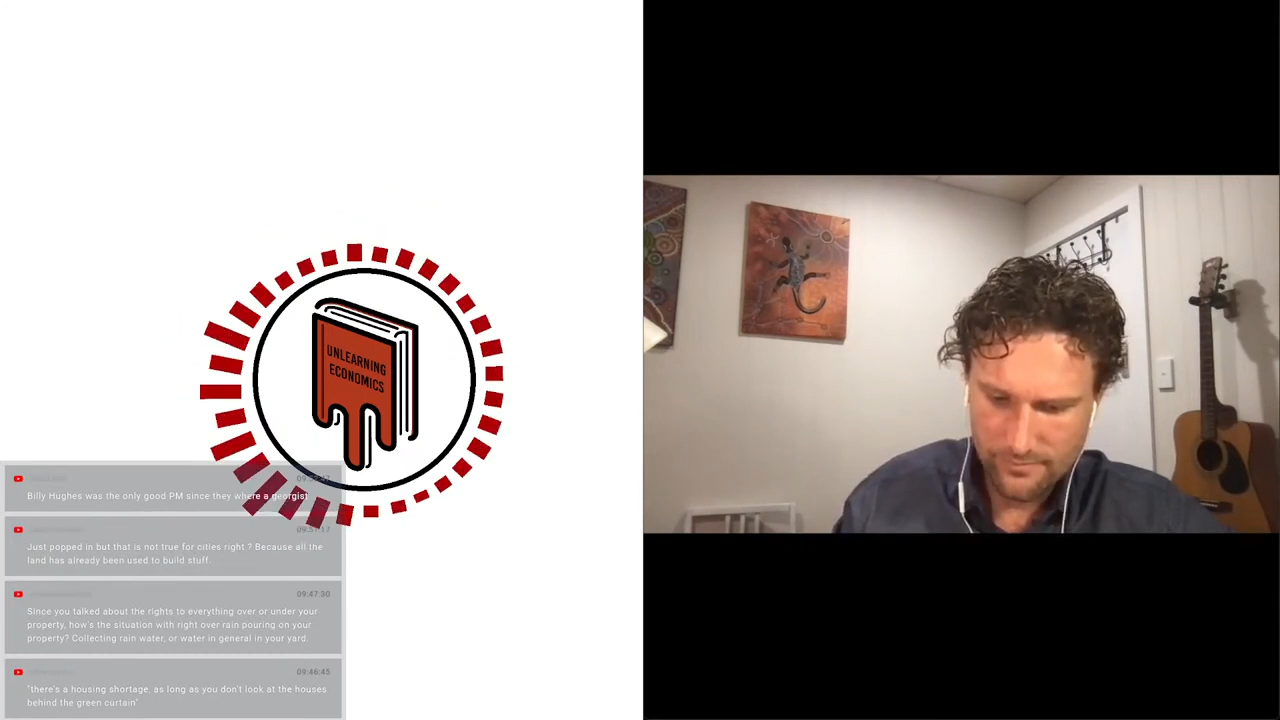 UNLEARNING
ECONOMICS
Billy Hughes was the only good PM since they where a georgist
Just popped in but that is not true for cities right ? Because all the
land has already been used to build stuff.
09:47:30
Since you talked about the rights to everything over or under your
property, how's the situation with right over rain pouring on your
property? Collecting rain water, or water in general in your yard.
09:46:45
"there's a housing shortage, as long as you don't look at the houses
behind the green curtain"